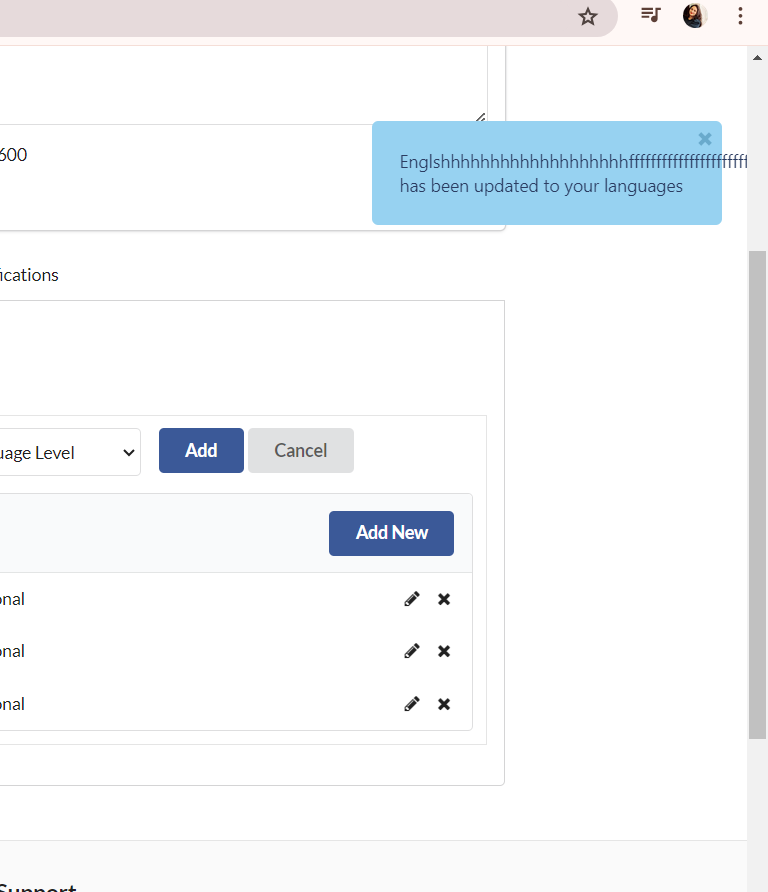 600
Englshhhhhhhhhhhhhhhhhhhfffffffffffffffffffff
has been updated to your languages
ications
uage Level
Add
Cancel
Add New
onal
onal
onal
Support